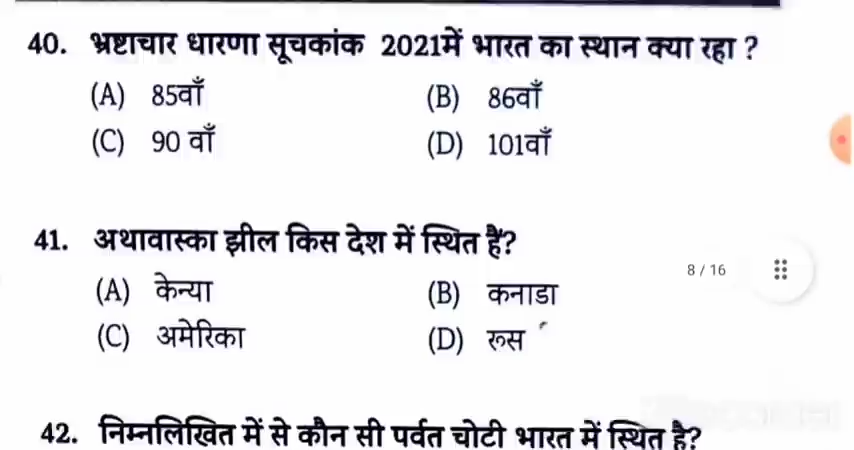 40. भ्रष्टाचार धारणा सूचकांक 2021में भारत का स्थान क्या रहा ?
(A) 85वाँ (B) 86वाँ
(C) 90 वाँ (D) 101वाँ
41. अथावास्का झील किस देश में स्थित हैं?
8 / 16
(A) केन्या (B) कनाडा
(C) अमेरिका (D) रूस
42. निम्नलिखित में से कौन सी पर्वत चोटी भारत में स्थित है?